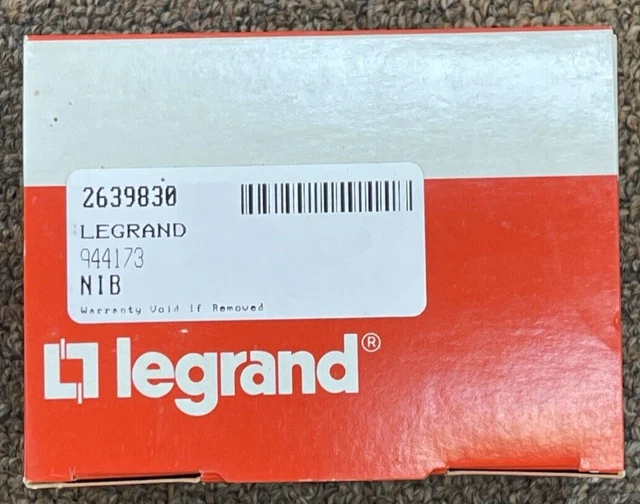 2639830
LEGRAND
944173
NIB
Warranty Void If Removed
legrand®